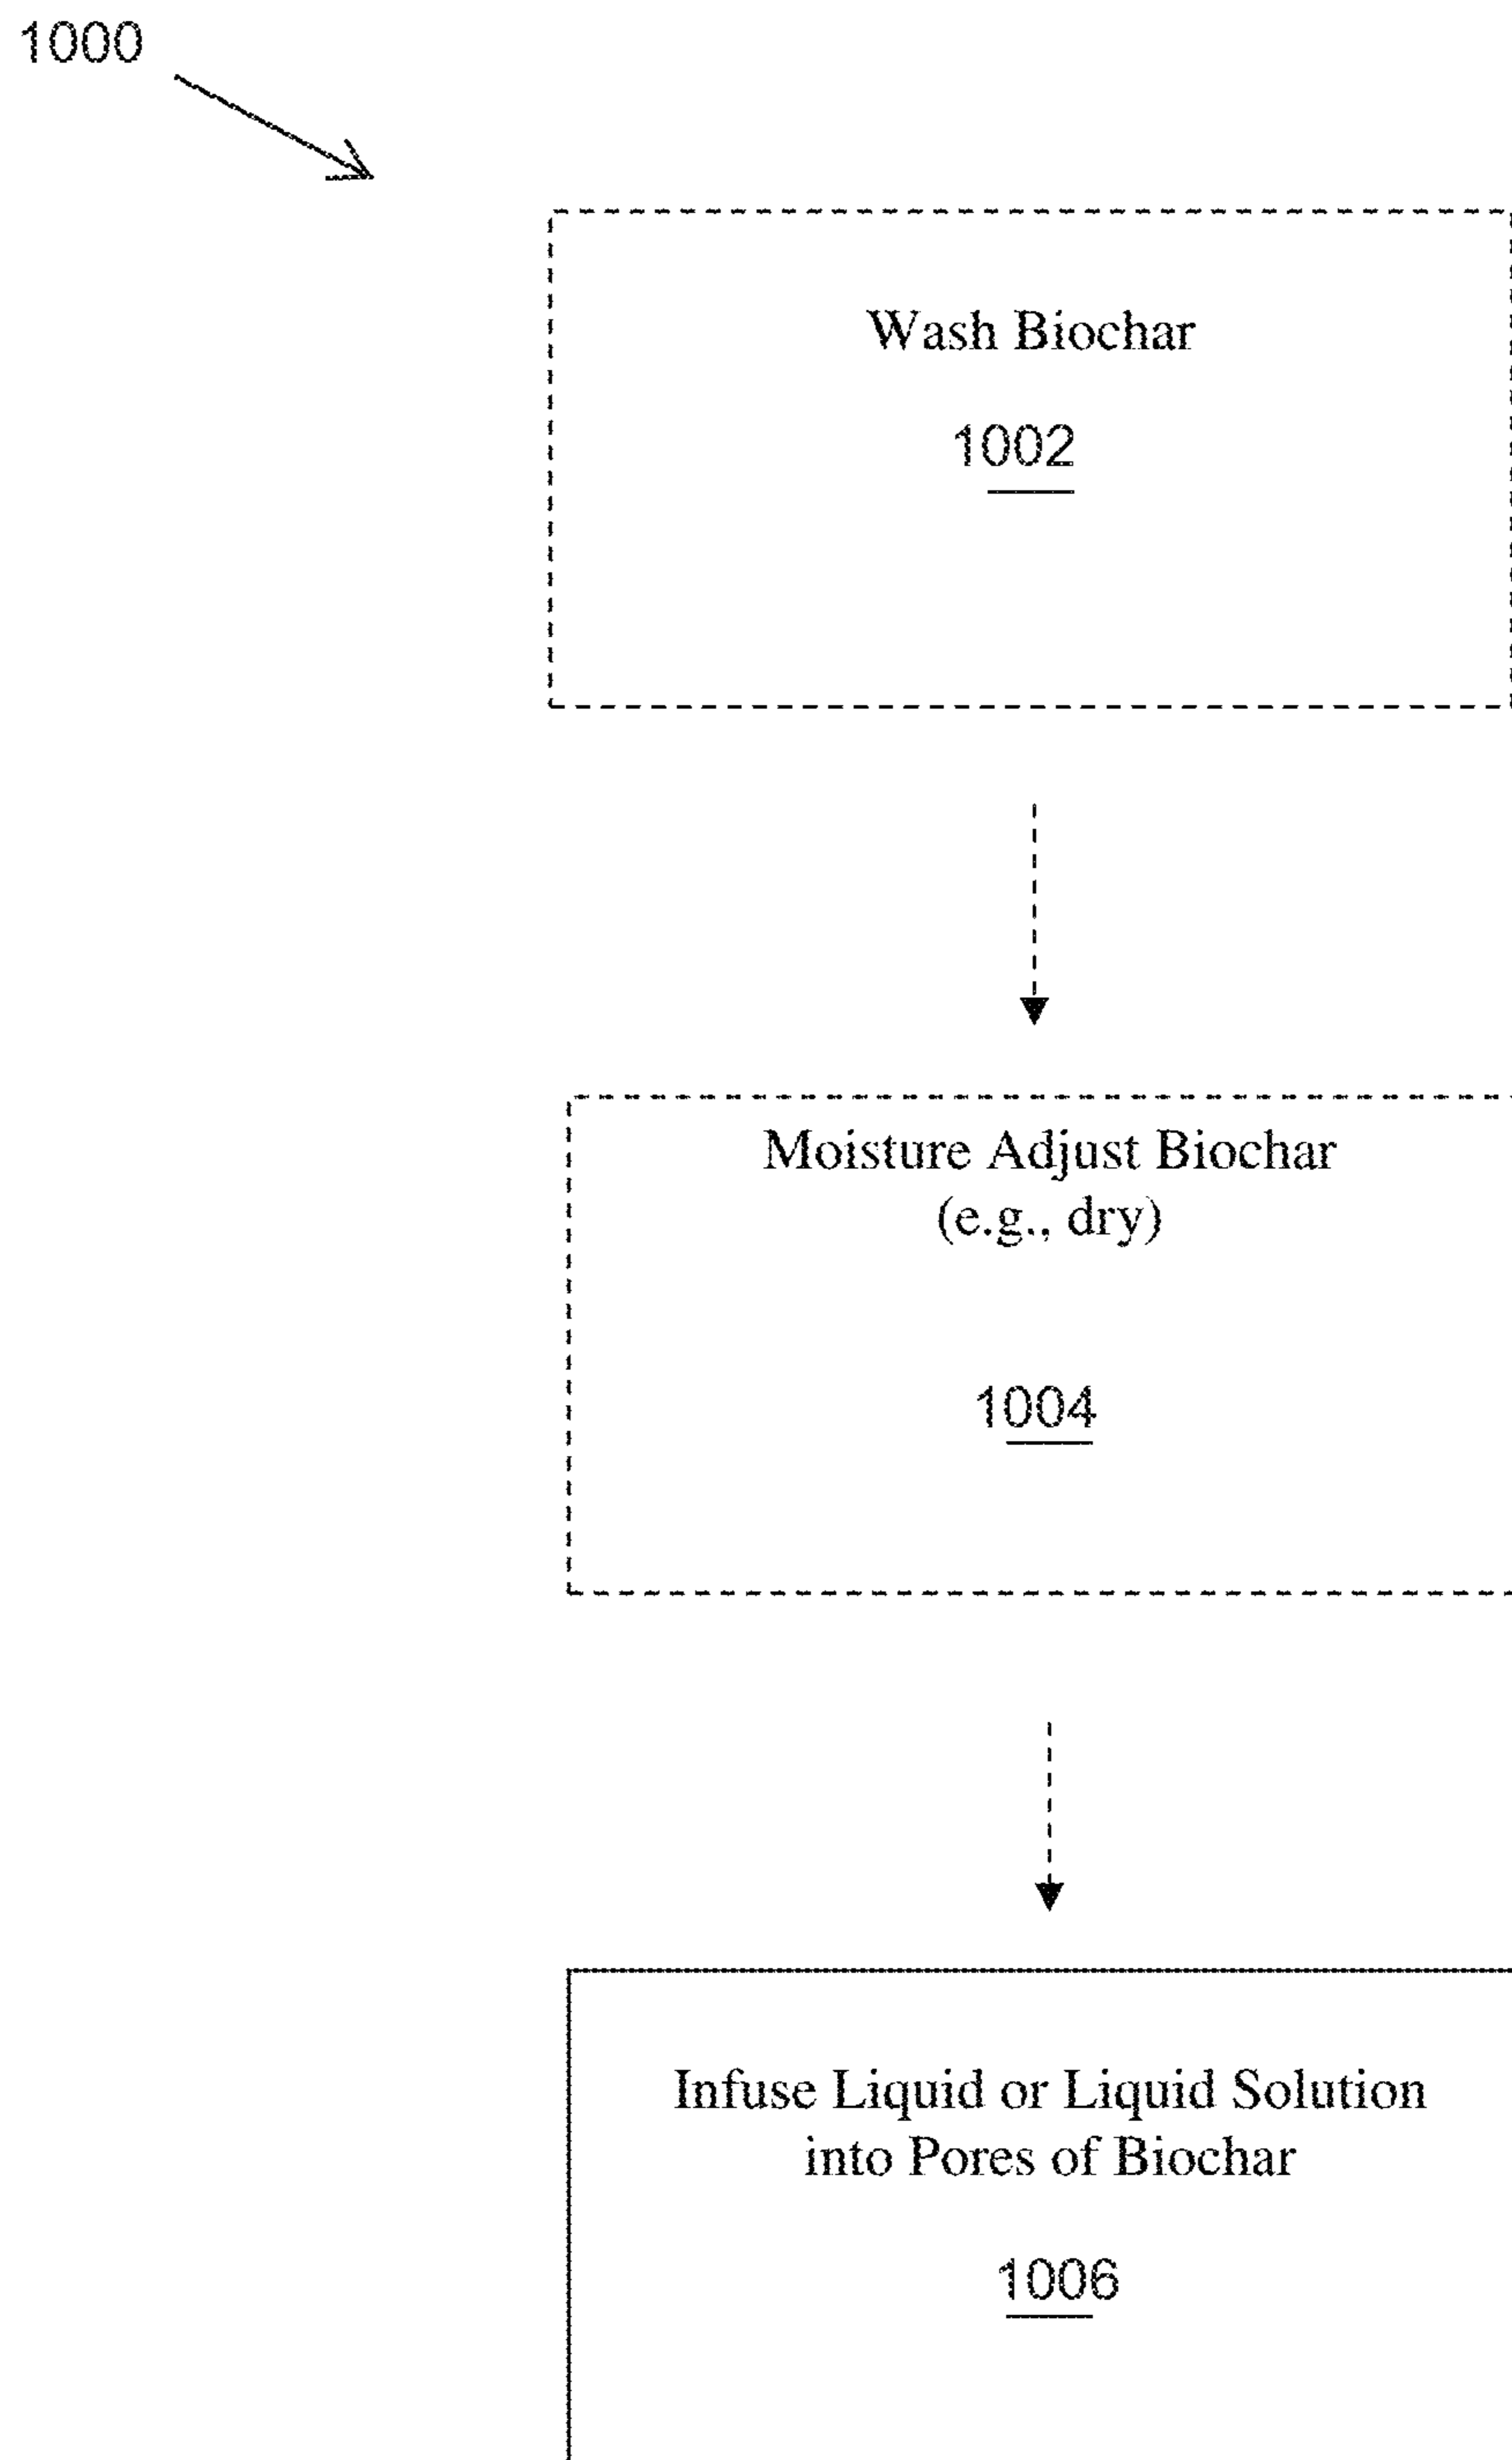 1000
Wash Biochar
1002
Moisture Adjust Biochar
(e.g., dry)
1004
Infuse Liquid or Liquid Solution
into Pores of Biochar
1006